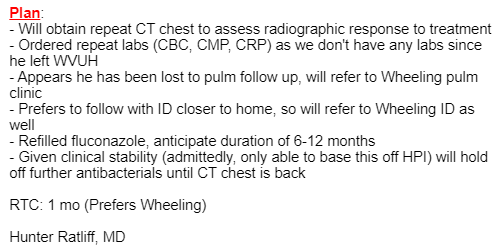 Plan:
- Will obtain repeat CT chest to assess radiographic response to treatment
- Ordered repeat labs (CBC, CMP, CRP) as we don't have any labs since
he left WVUH
- Appears he has been lost to pulm follow up, will refer to Wheeling pulm
clinic
- Prefers to follow with ID closer to home, so will refer to Wheeling ID as
well
- Refilled fluconazole, anticipate duration of 6-12 months
- Given clinical stability (admittedly, only able to base this off HPI) will hold
off further antibacterials until CT chest is back
RTC: 1 mo (Prefers Wheeling)
Hunter Ratliff, MD